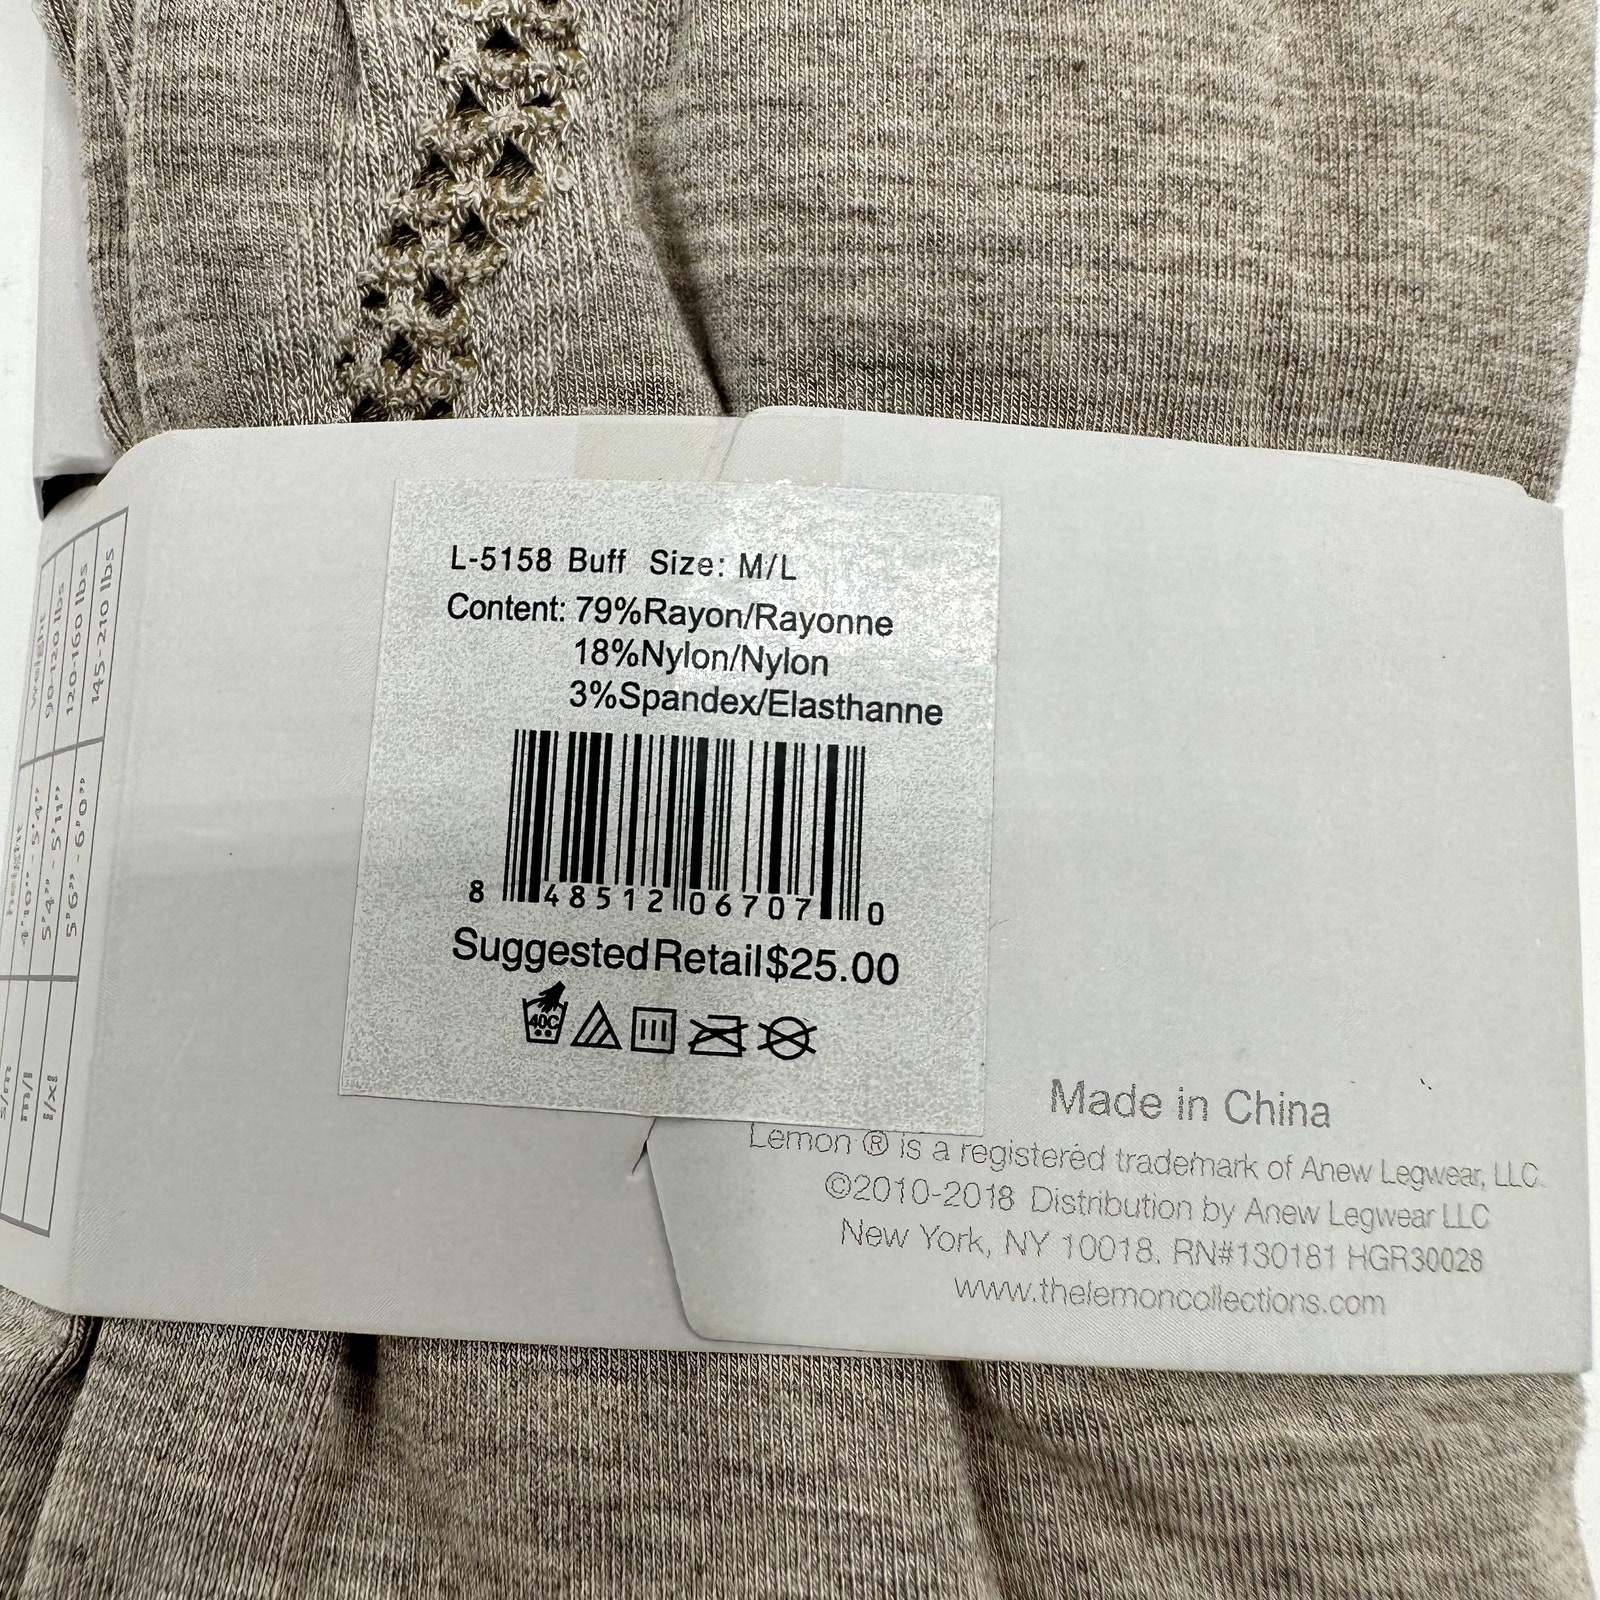 L-5158 Buff Size: M/L
Content: 79%Rayon/Rayonne
18%Nylon/Nylon
3%Spandex/Elasthanne
8 48512 06707 0
Suggested Retail $25.00
40C
Made in China
Lemon ® is a registered trademark of Anew Legwear, LLC.
©2010-2018 Distribution by Anew Legwear LLC
New York, NY 10018. RN#130181 HGR30028
www.thelemoncollections.com
height weight
4'10" - 5'4" 90-120 lbs
m/l 5'4" - 5'11" 120-160 lbs
l/xl 5'6" - 6'0" 145-210 lbs